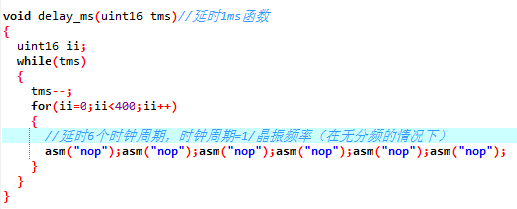 void delay_ms(uint16 tms)//延时1ms函数
{
uint16 ii;
while(tms)
{
tms--;
for(ii=0;ii<400;ii++)
{
//延时6个时钟周期，时钟周期=1/晶振频率（在无分频的情况下）
asm("nop");asm("nop");asm("nop");asm("nop");asm("nop");asm("nop");
}
}
}